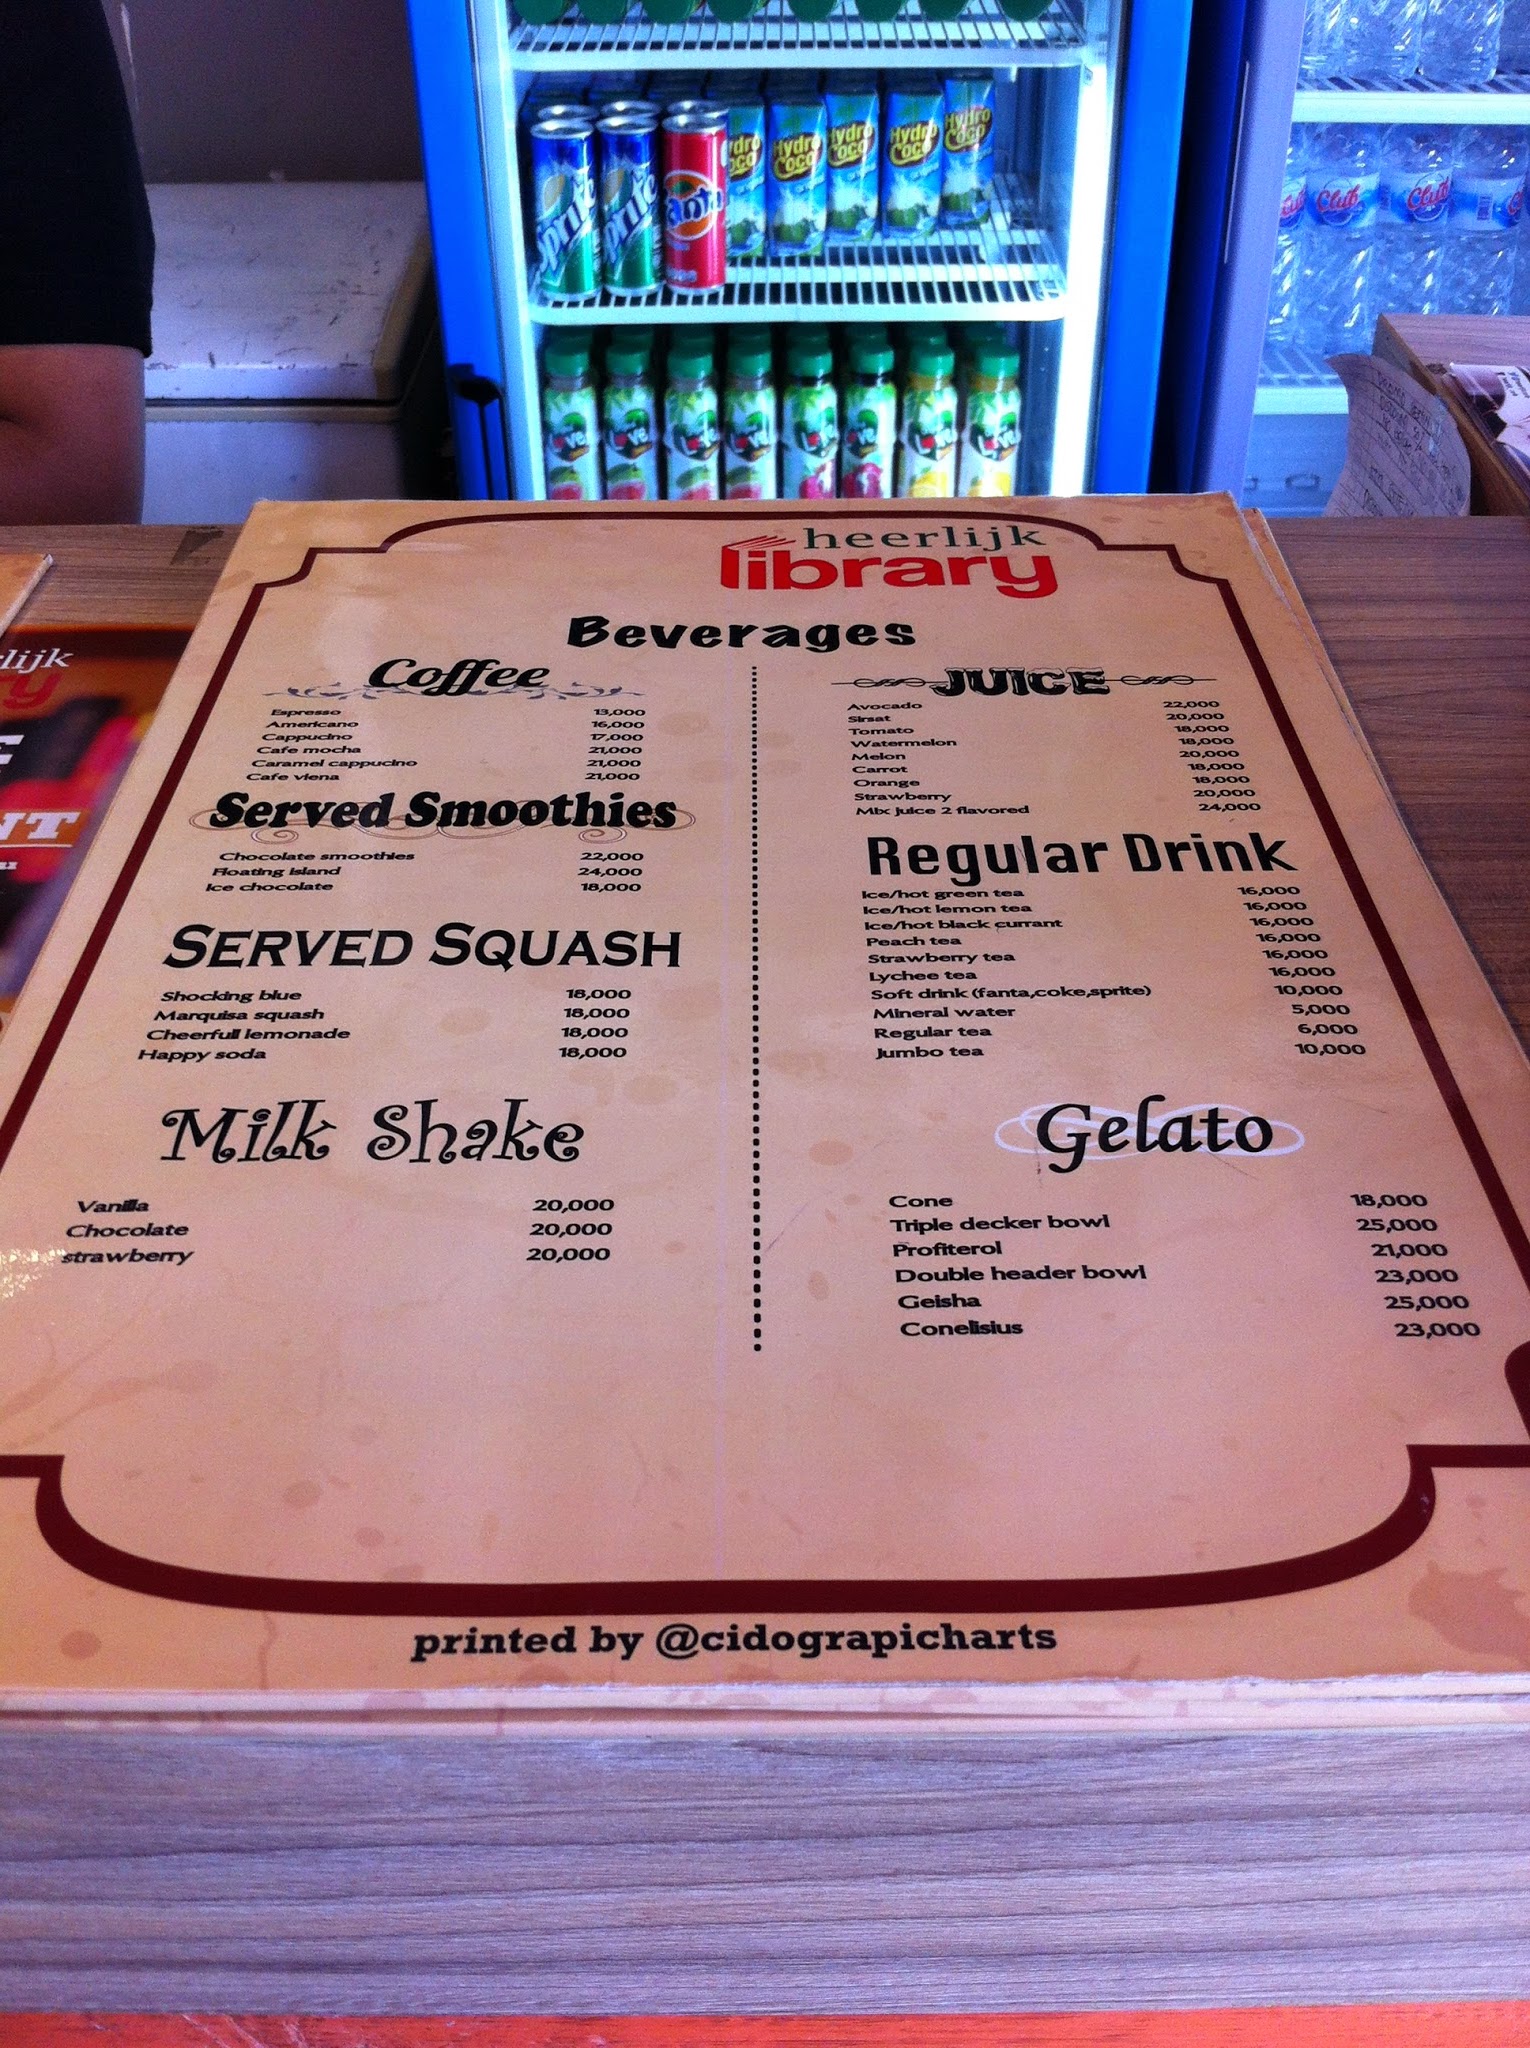 Sprite
Sprite
Fanta
Hydro Coco
Hydro Coco
Hydro Coco
Hydro Coco
Club
Club
Love
Love
Love
Love
Love
Love
Love
Love
heerlijk
library
Beverages
Coffee
Espresso 13,000
Americano 16,000
Cappucino 17,000
Cafe mocha 21,000
Caramel cappucino 21,000
Cafe viena 21,000
Served Smoothies
Chocolate smoothies 22,000
Floating island 24,000
Ice chocolate 18,000
SERVED SQUASH
Shocking blue 18,000
Marquisa squash 18,000
Cheerfull lemonade 18,000
Happy soda 18,000
Milk Shake
Vanilla 20,000
Chocolate 20,000
strawberry 20,000
JUICE
Avocado 22,000
Sirsat 20,000
Tomato 18,000
Watermelon 18,000
Melon 20,000
Carrot 18,000
Orange 18,000
Strawberry 20,000
Mix juice 2 flavored 24,000
Regular Drink
Ice/hot green tea 16,000
Ice/hot lemon tea 16,000
Ice/hot black currant 16,000
Peach tea 16,000
Strawberry tea 16,000
Lychee tea 16,000
Soft drink (fanta,coke,sprite) 10,000
Mineral water 5,000
Regular tea 6,000
Jumbo tea 10,000
Gelato
Cone 18,000
Triple decker bowl 25,000
Profiterol 21,000
Double header bowl 23,000
Geisha 25,000
Conelisius 23,000
printed by @cidograpicharts